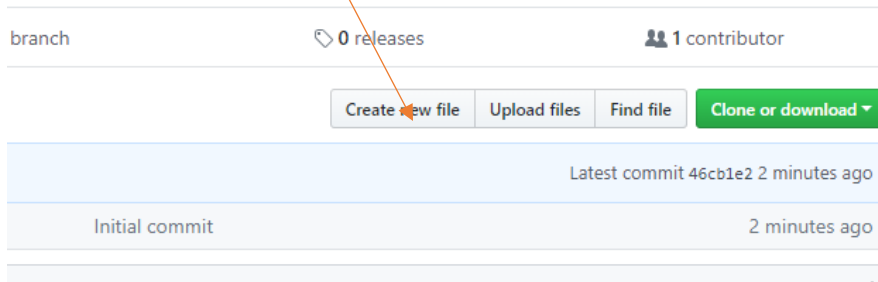 branch 0 releases 1 contributor
Create new file Upload files Find file Clone or download
Latest commit 46cb1e2 2 minutes ago
Initial commit 2 minutes ago